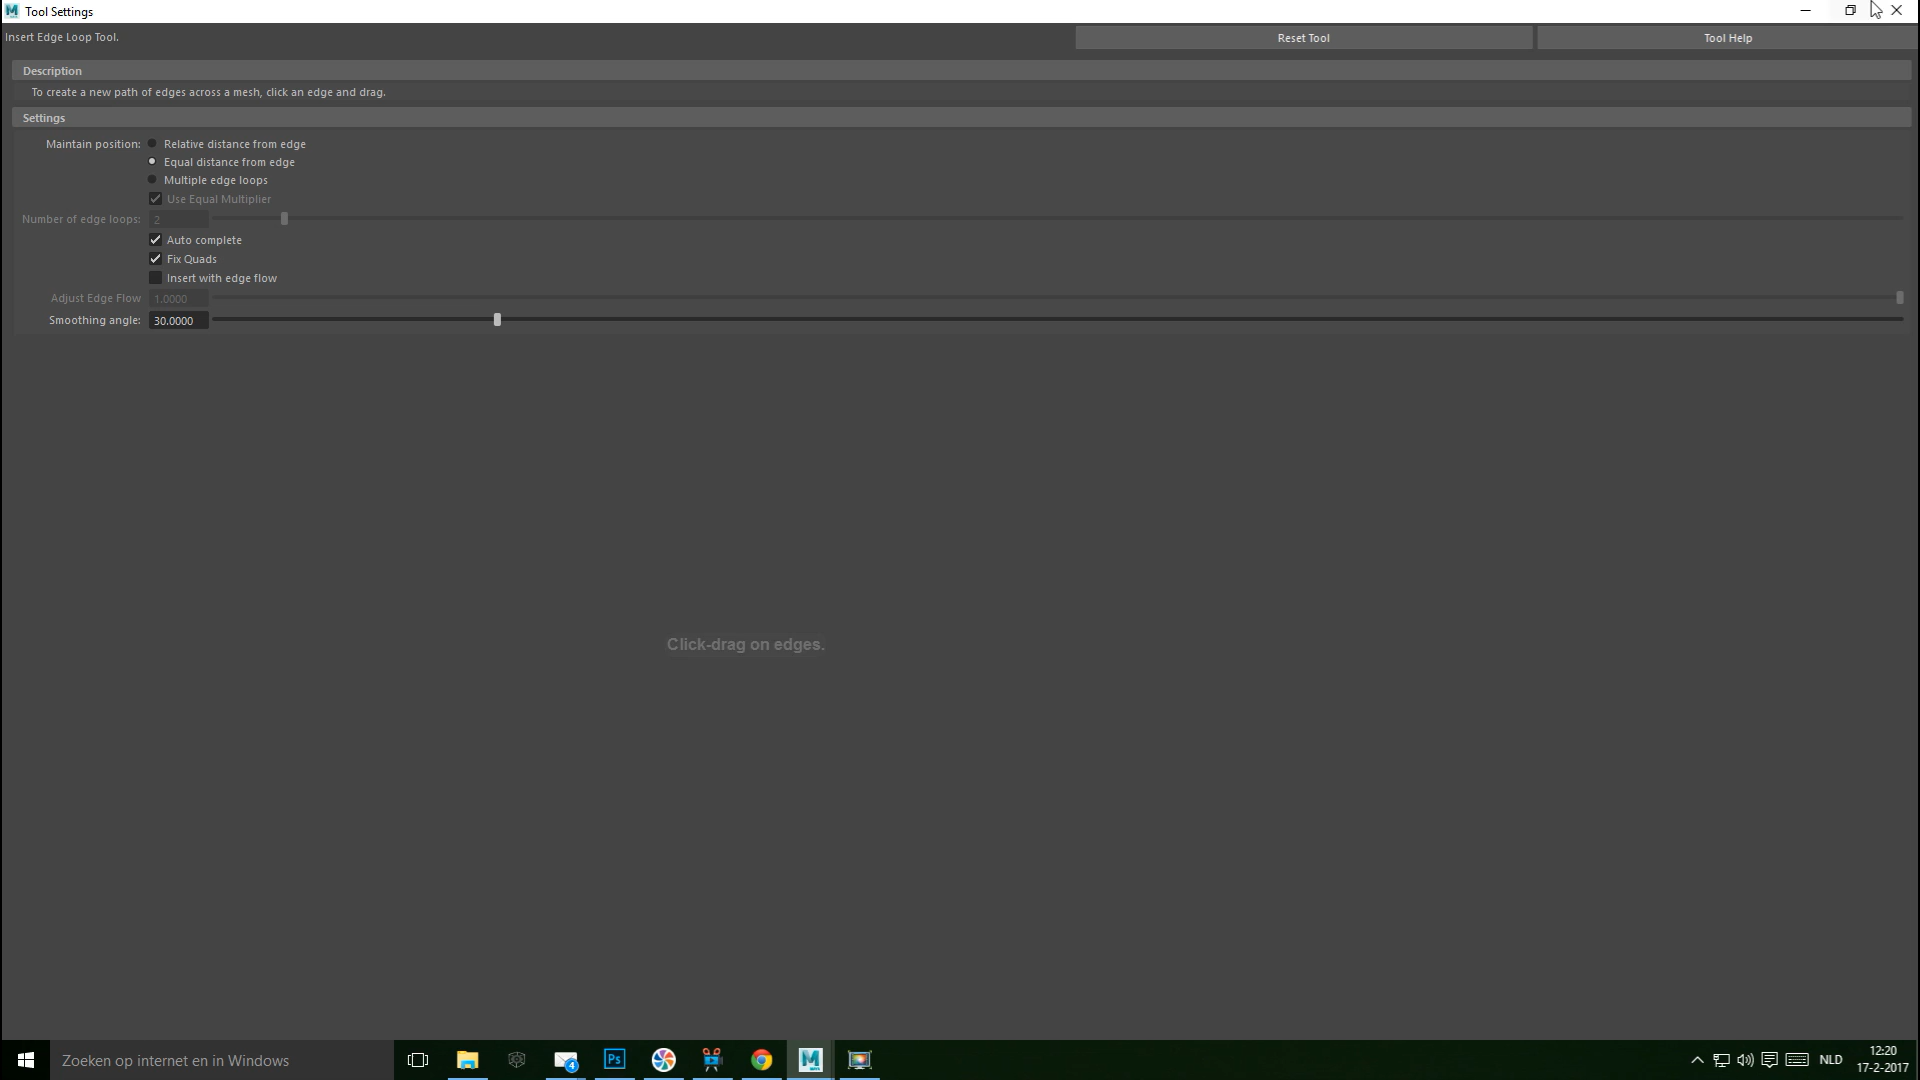 Tool Settings
Insert Edge Loop Tool.
Reset Tool
Tool Help
Description
To create a new path of edges across a mesh, click an edge and drag.
Settings
Maintain position: Relative distance from edge
Equal distance from edge
Multiple edge loops
Use Equal Multiplier
Number of edge loops: 2
Auto complete
Fix Quads
Insert with edge flow
Adjust Edge Flow 1.0000
Smoothing angle: 30.0000
Click-drag on edges.
Zoeken op internet en in Windows
4
Ps
M
NLD
12:20
17-2-2017